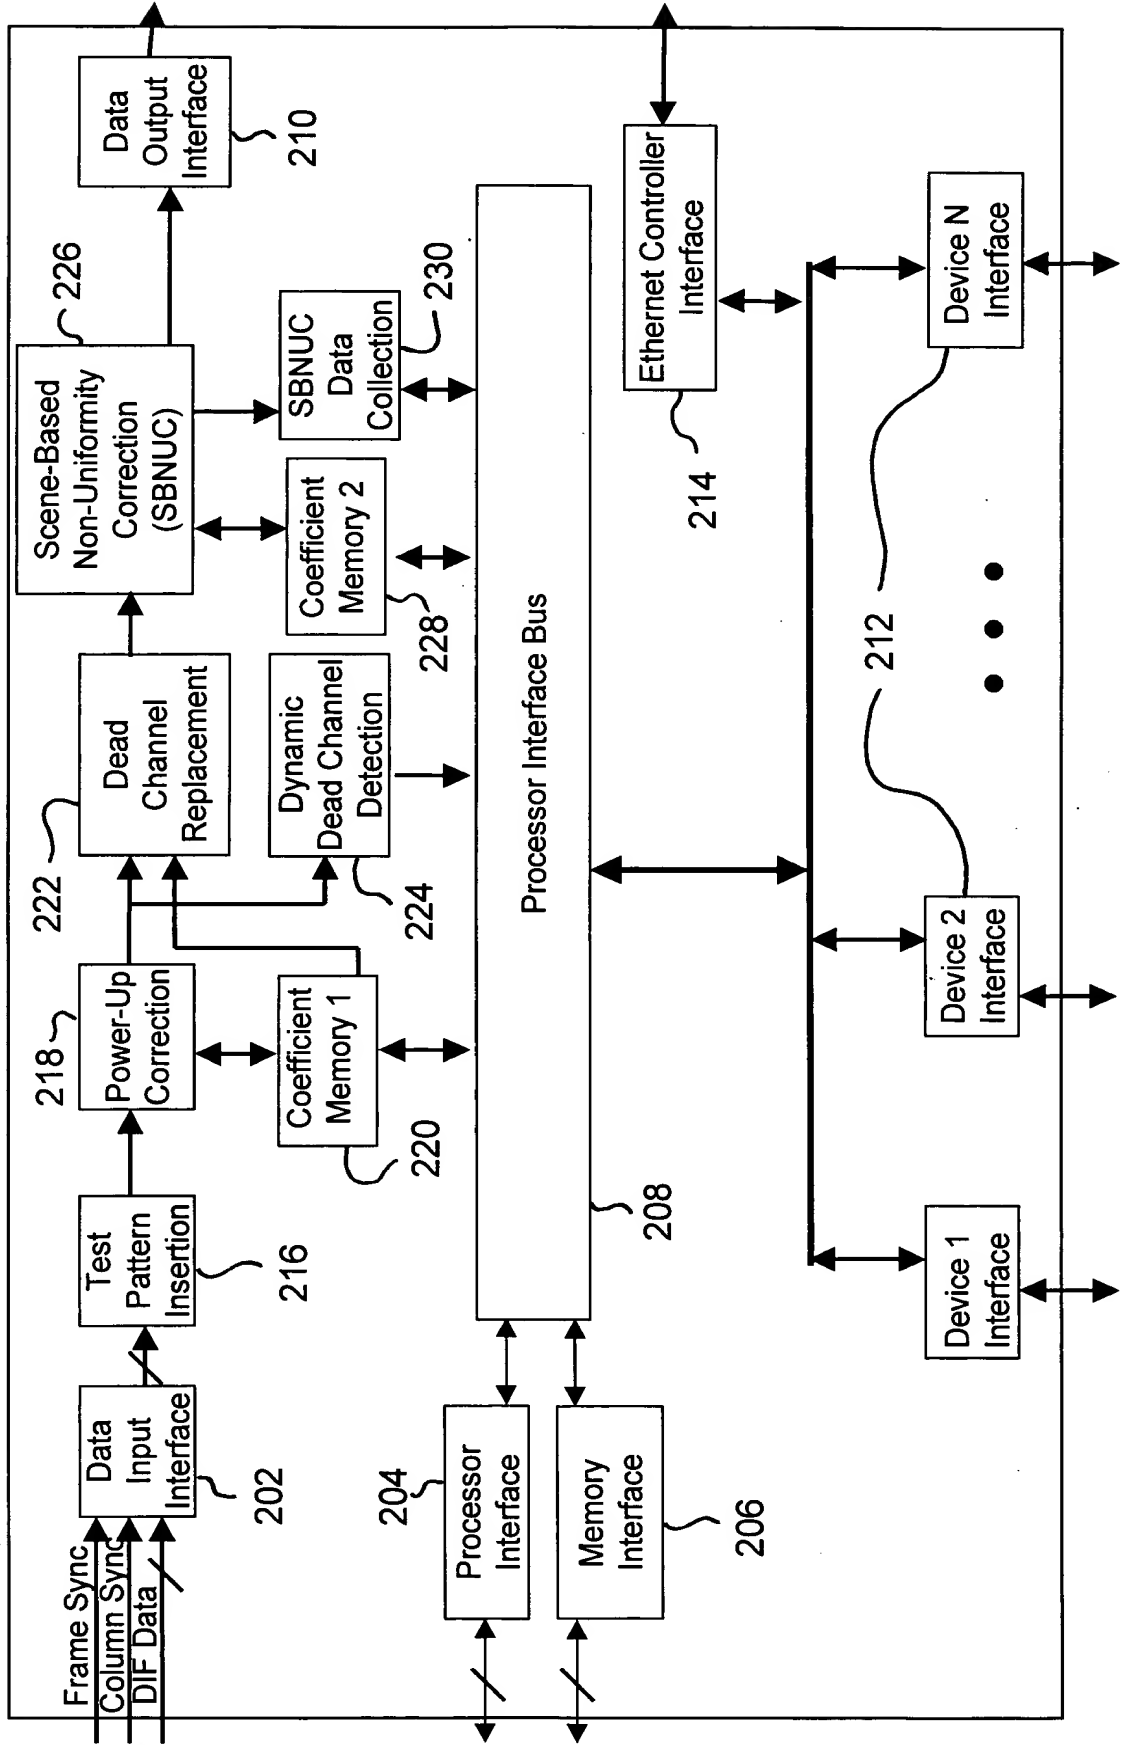 Frame Sync
Column Sync
DIF Data
Data
Input
Interface
202
Test
Pattern
Insertion
216
218
Power-Up
Correction
Coefficient
Memory 1
220
222
Dead
Channel
Replacement
Dynamic
Dead Channel
Detection
224
Scene-Based
Non-Uniformity
Correction
(SBNUC)
226
Coefficient
Memory 2
228
SBNUC
Data
Collection
230
Data
Output
Interface
210
204
Processor
Interface
Memory
Interface
206
Processor Interface Bus
208
Ethernet Controller
Interface
214
Device 1
Interface
Device 2
Interface
212
Device N
Interface